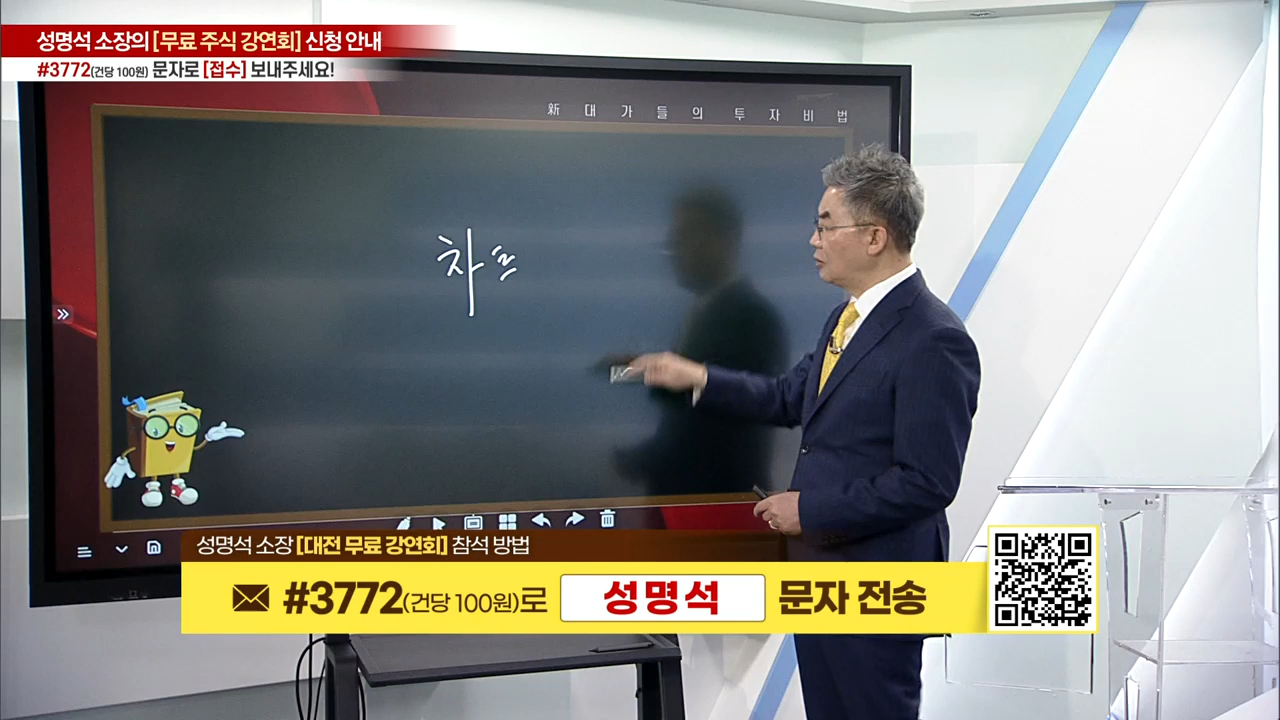 성명석 소장의 [무료 주식 강연회] 신청 안내
#3772(건당 100원) 문자로 [접수] 보내주세요!
新 대가들의 투자비법
차트
성명석 소장 [대전 무료 강연회] 참석 방법
#3772(건당 100원)로 성명석 문자 전송